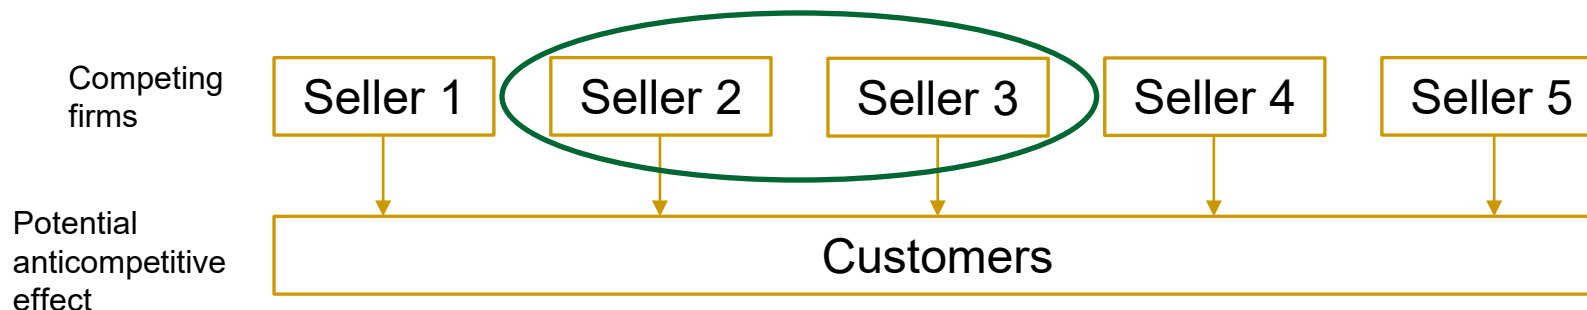 Competing
firms
Seller 1
Seller 2
Seller 3
Seller 4
Seller 5
Potential
anticompetitive
effect
Customers